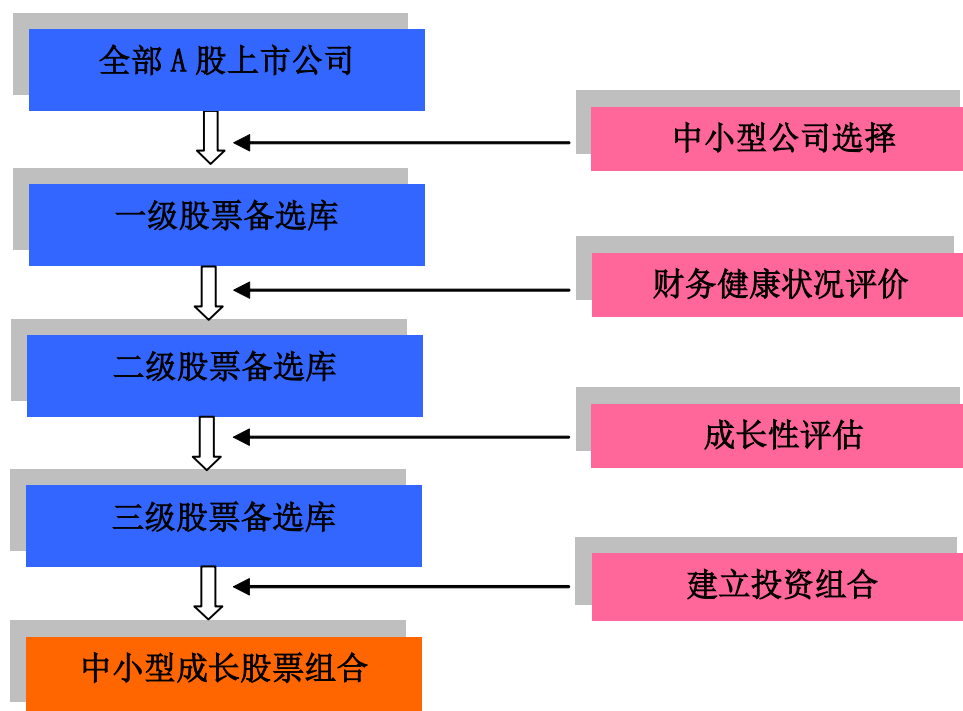 全部 A 股上市公司
中小型公司选择
一级股票备选库
财务健康状况评价
二级股票备选库
成长性评估
三级股票备选库
建立投资组合
中小型成长股票组合